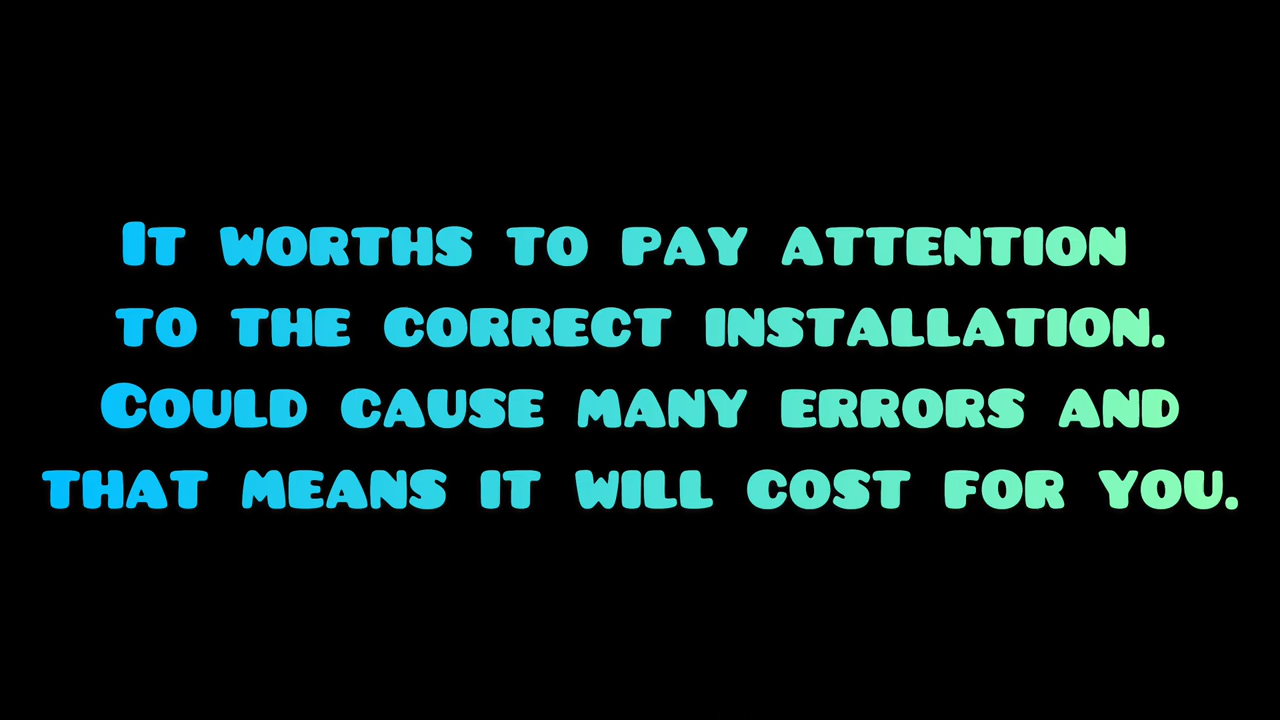 It worths to pay attention
to the correct installation.
Could cause many errors and
that means it will cost for you.